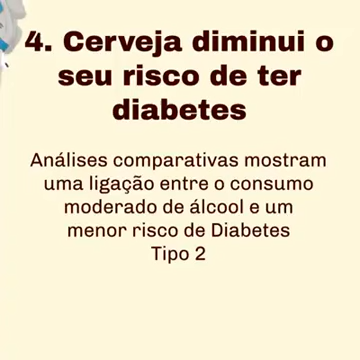 4. Cerveja diminui o
seu risco de ter
diabetes
Análises comparativas mostram
uma ligação entre o consumo
moderado de álcool e um
menor risco de Diabetes
Tipo 2